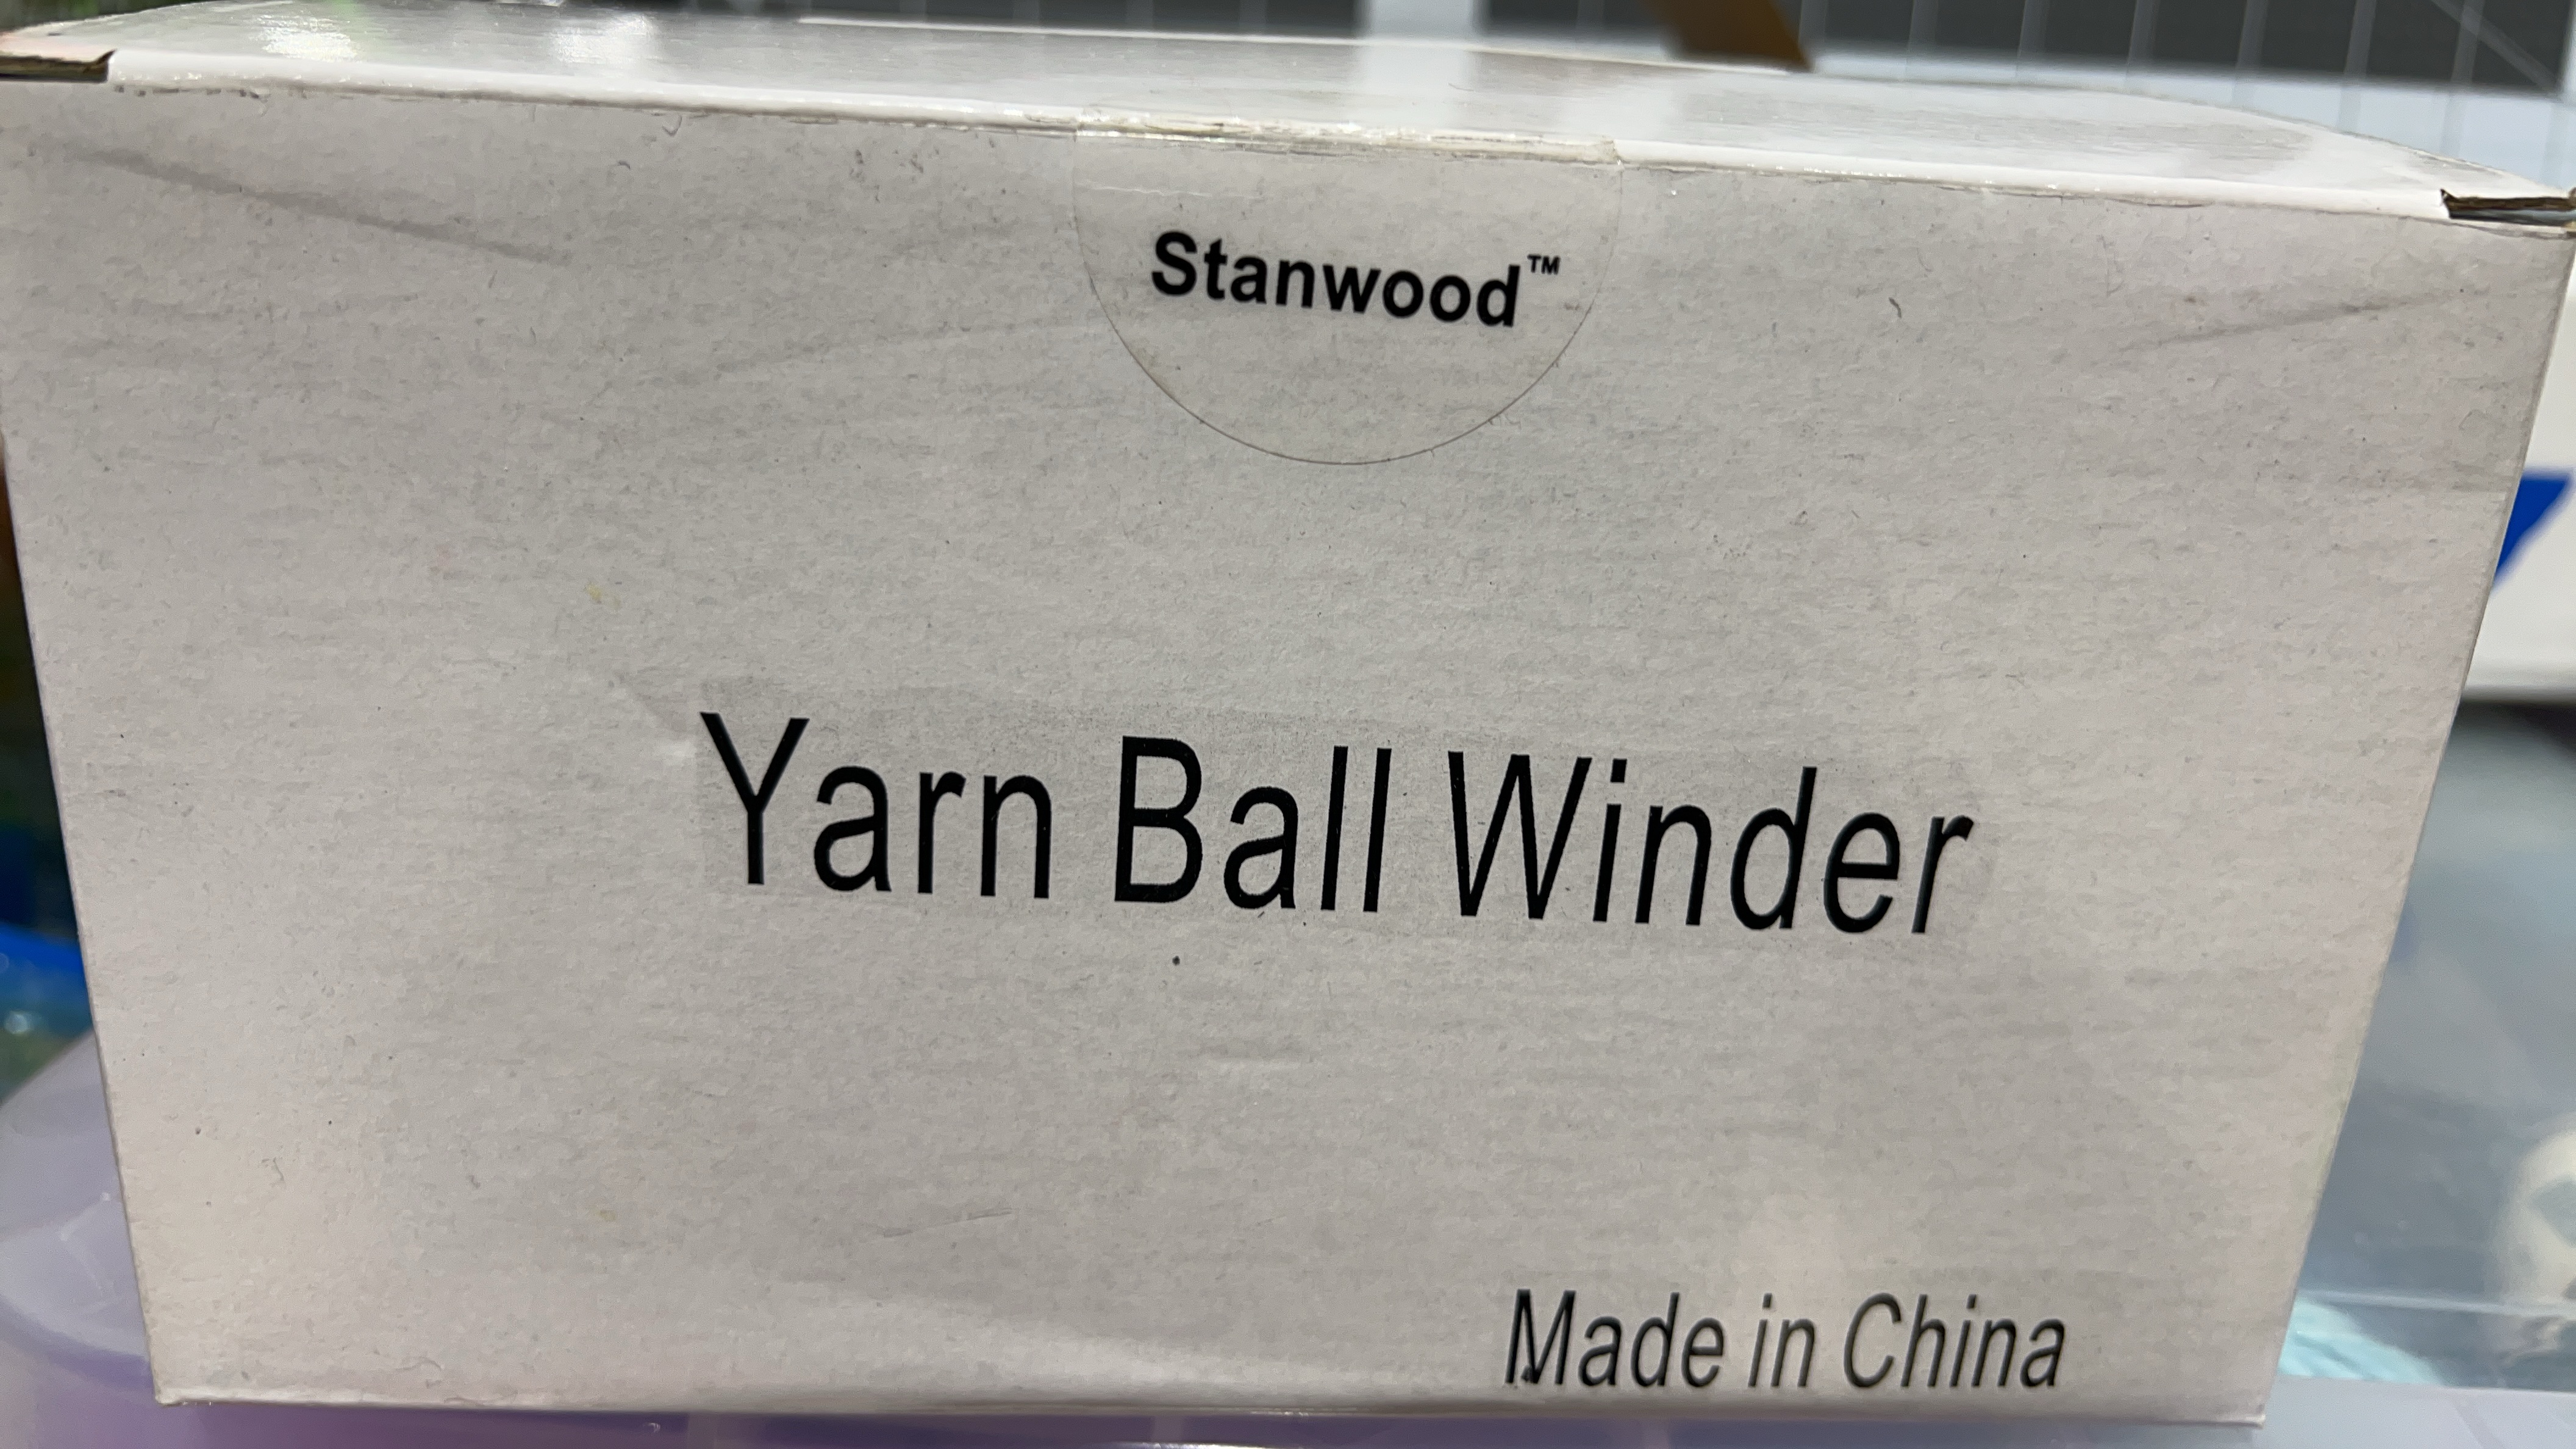 Stanwood™
Yarn Ball Winder
Made in China